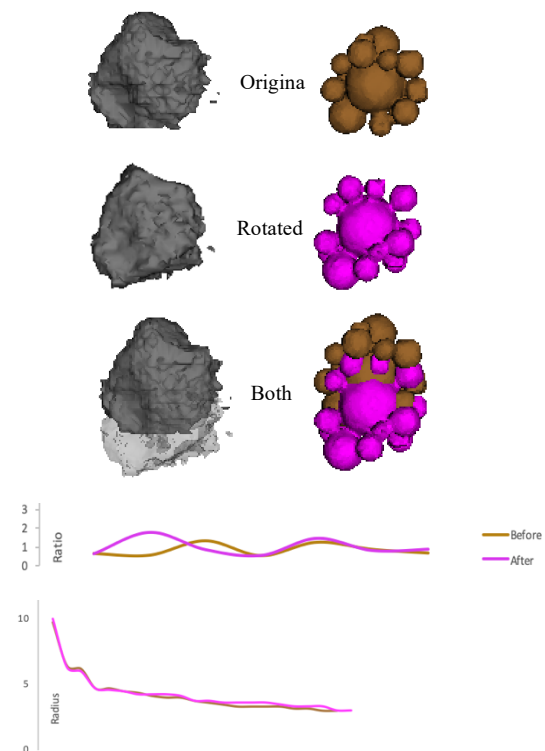 Origina
Rotated
Both
3
2
1
0
Ratio
Before
After
10
5
0
Radius